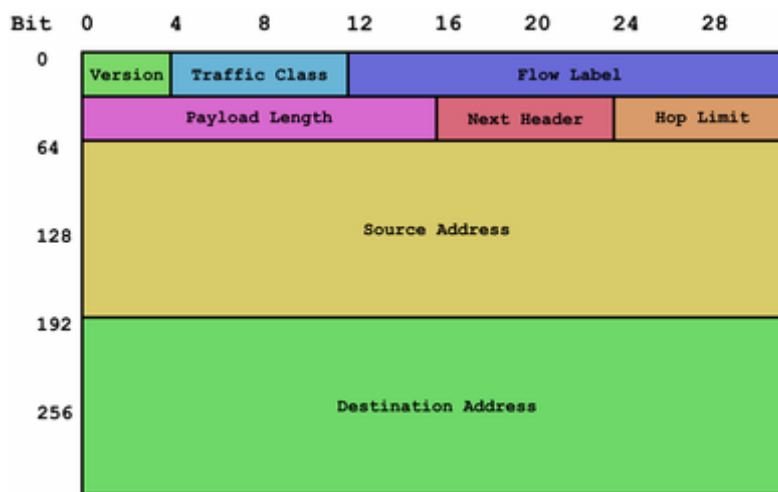 Bit 0 4 8 12 16 20 24 28
0
Version Traffic Class Flow Label
Payload Length Next Header Hop Limit
64
Source Address
128
192
Destination Address
256